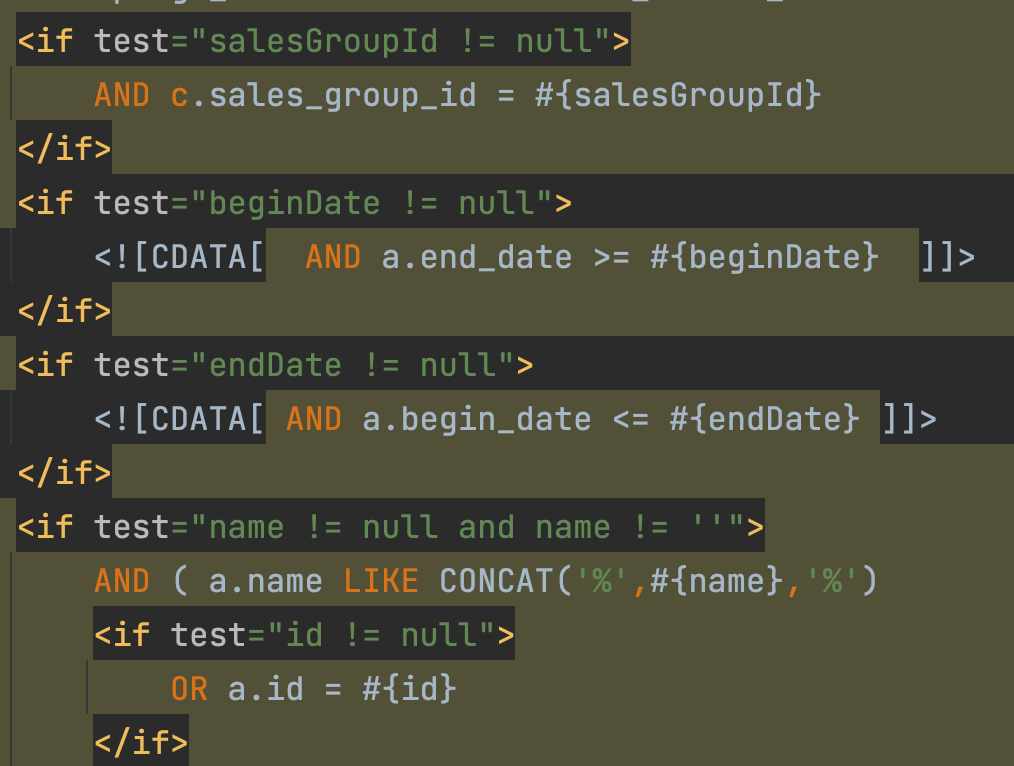 <if test="salesGroupId != null">
    AND c.sales_group_id = #{salesGroupId}
</if>
<if test="beginDate != null">
    <![CDATA[  AND a.end_date >= #{beginDate}  ]]>
</if>
<if test="endDate != null">
    <![CDATA[ AND a.begin_date <= #{endDate} ]]>
</if>
<if test="name != null and name != ''">
    AND ( a.name LIKE CONCAT('%',#{name},'%')
    <if test="id != null">
        OR a.id = #{id}
    </if>